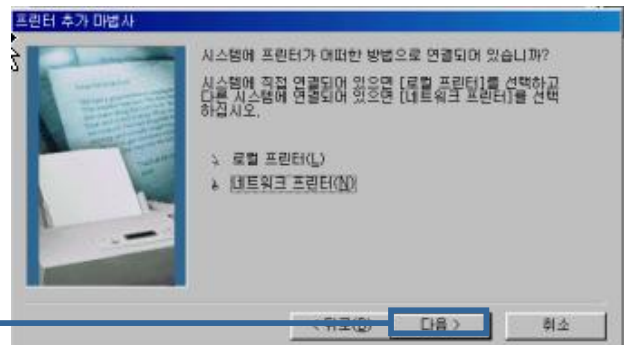 프린터 추가 마법사
시스템에 프린터가 어떠한 방법으로 연결되어 있습니까?
시스템에 직접 연결되어 있으면 [로컬 프린터]를 선택하고
다른 시스템에 연결되어 있으면 [네트워크 프린터]를 선택
하십시오.
로컬 프린터(L)
네트워크 프린터(N)
< 뒤로(B)
다음 >
취소